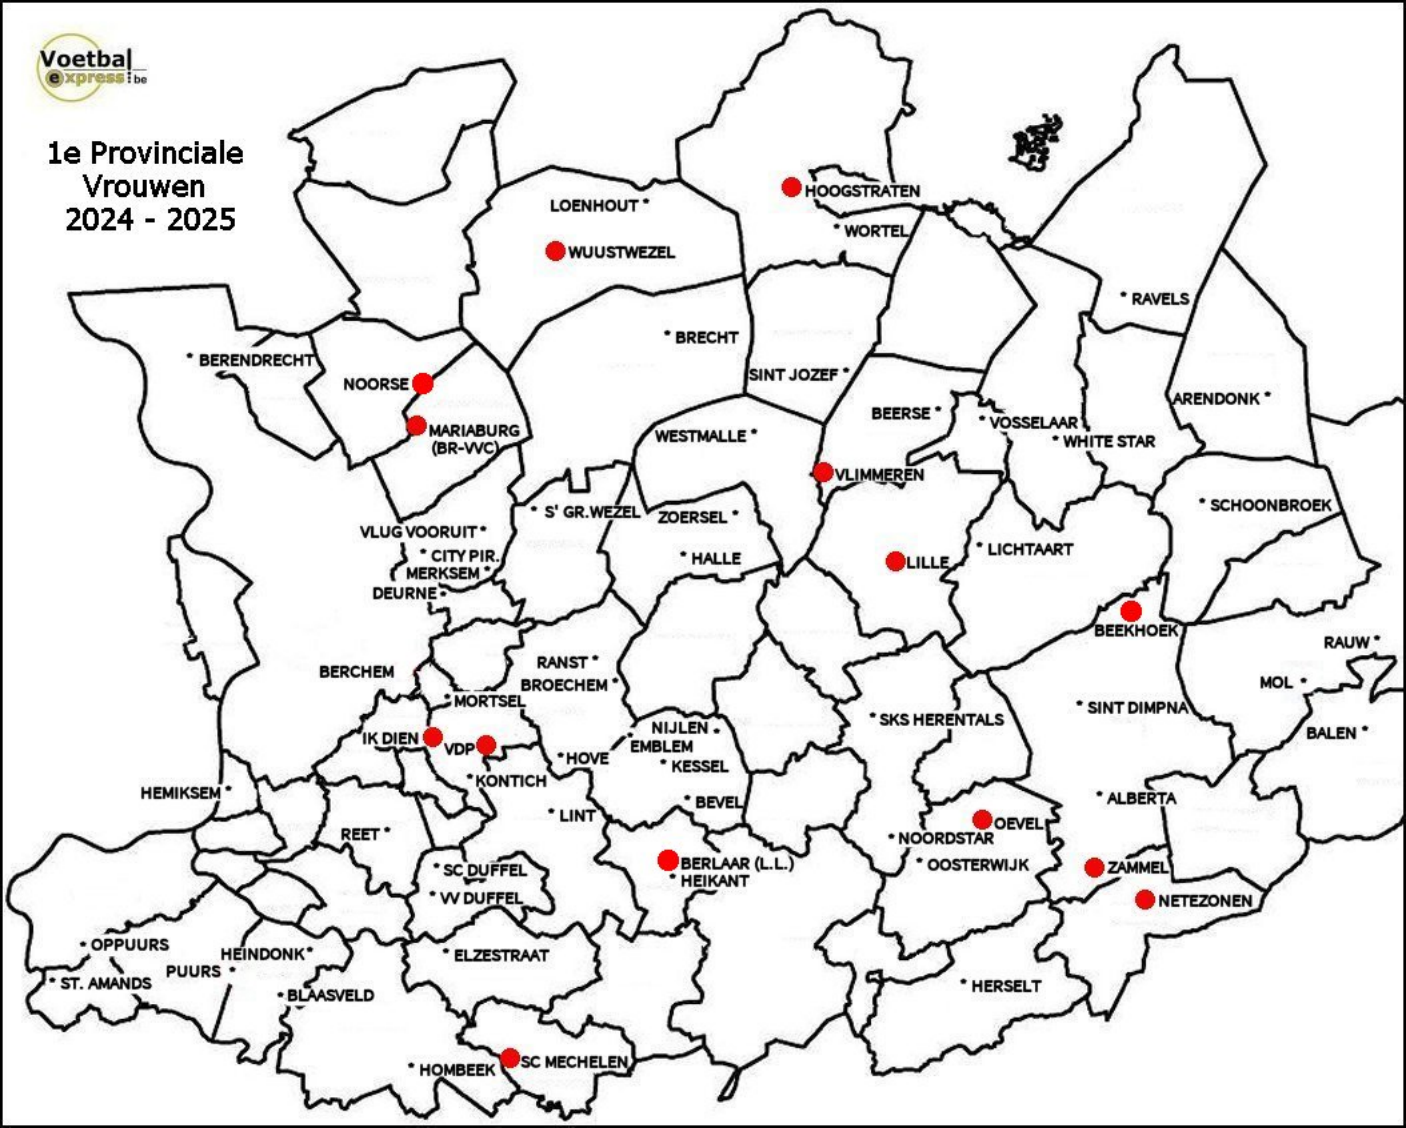 Voetbal
express.be
1e Provinciale
Vrouwen
2024 - 2025
LOENHOUT *
WUUSTWEZEL
HOOGSTRATEN
* WORTEL
* RAVELS
* BRECHT
* BERENDRECHT
NOORSE
SINT JOZEF *
ARENDONK *
BEERSE *
* VOSSELAAR
MARIABURG
(BR-VVC)
WESTMALLE *
* WHITE STAR
VLIMMEREN
* SCHOONBROEK
* S' GR.WEZEL
ZOERSEL *
VLUG VOORUIT *
* LICHTAART
* CITY PIR.
* HALLE
LILLE
MERKSEM *
DEURNE *
BEEKHOEK
RAUW *
RANST *
BERCHEM
BROECHEM *
MOL *
* MORTSEL
* SINT DIMPNA
* SKS HERENTALS
NIJLEN *
BALEN *
IK DIEN
VDP
* EMBLEM
* HOVE
* KESSEL
* KONTICH
HEMIKSEM *
* ALBERTA
* BEVEL
* LINT
OEVEL
REET *
* NOORDSTAR
BERLAAR (L.L.)
* OOSTERWIJK
ZAMMEL
* SC DUFFEL
* HEIKANT
* VV DUFFEL
NETEZONEN
* OPPUURS
HEINDONK *
* ELZESTRAAT
PUURS *
* ST. AMANDS
* HERSELT
* BLAASVELD
SC MECHELEN
* HOMBEEK